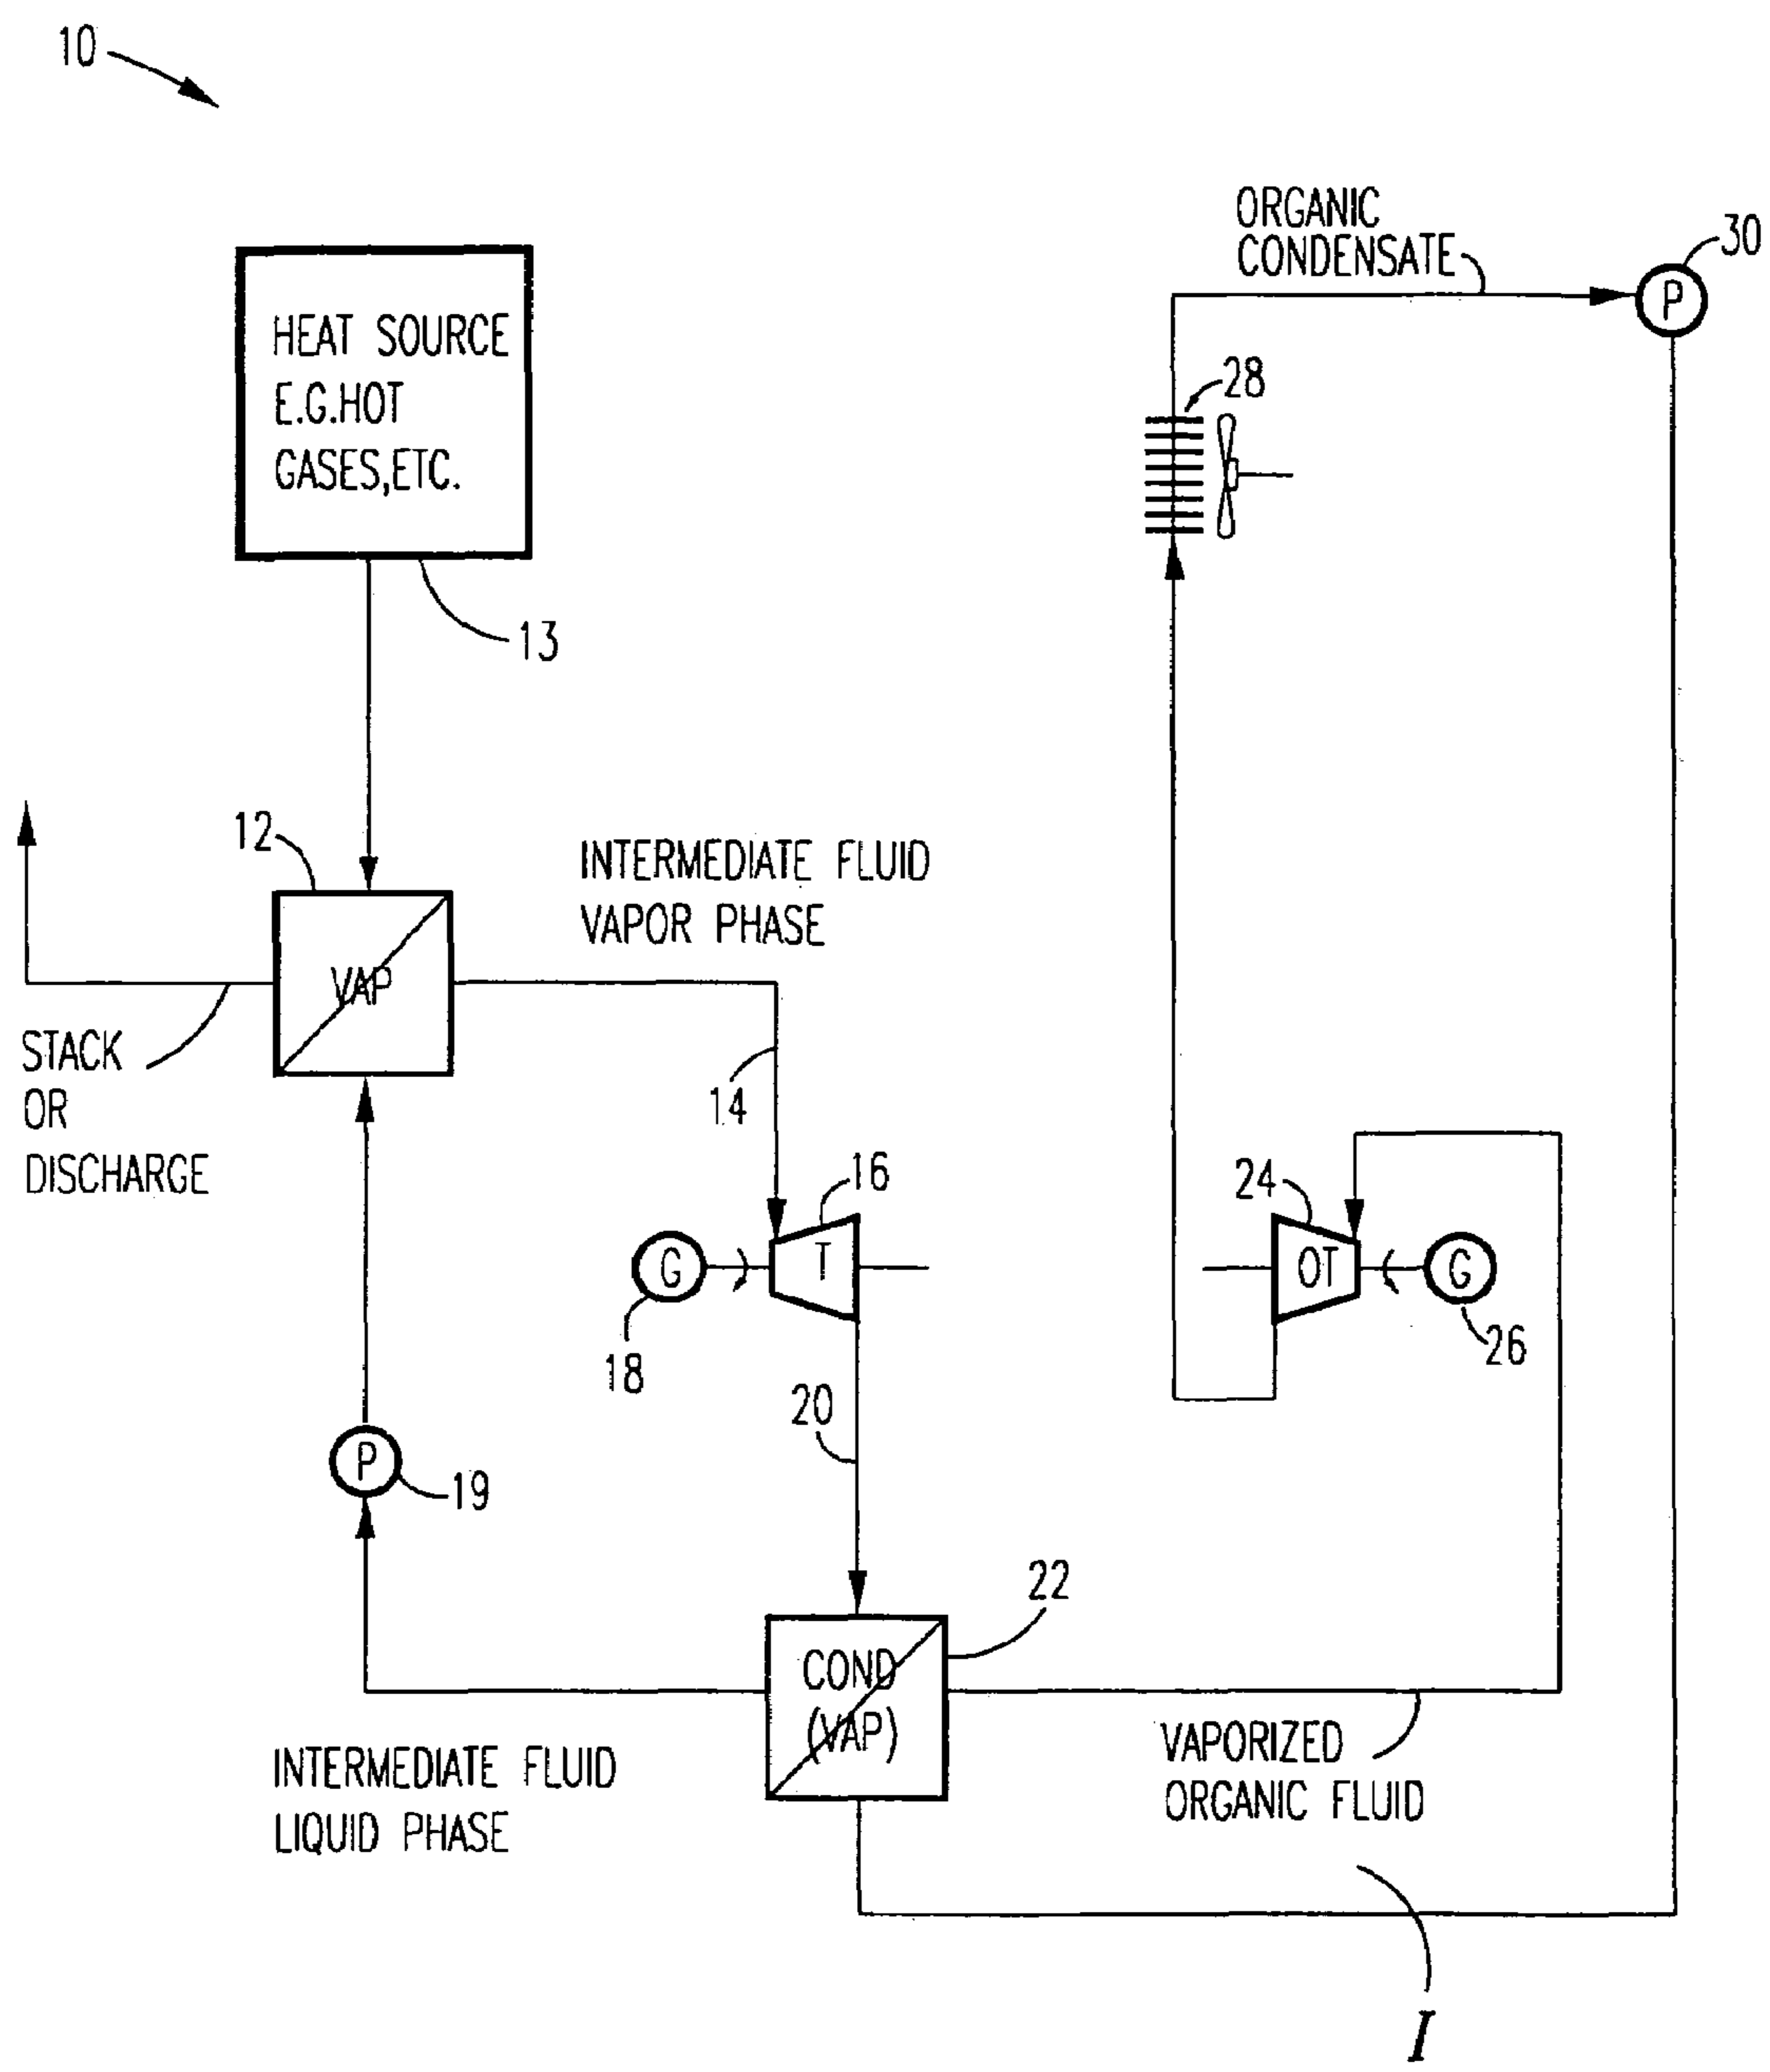 10
ORGANIC
CONDENSATE
30
P
HEAT SOURCE
E.G.HOT
GASES,ETC.
28
13
12
INTERMEDIATE FLUID
VAPOR PHASE
VAP
STACK
OR
DISCHARGE
14
16
24
G
T
OT
G
18
26
20
P
19
22
COND
(VAP)
INTERMEDIATE FLUID
LIQUID PHASE
VAPORIZED
ORGANIC FLUID
I